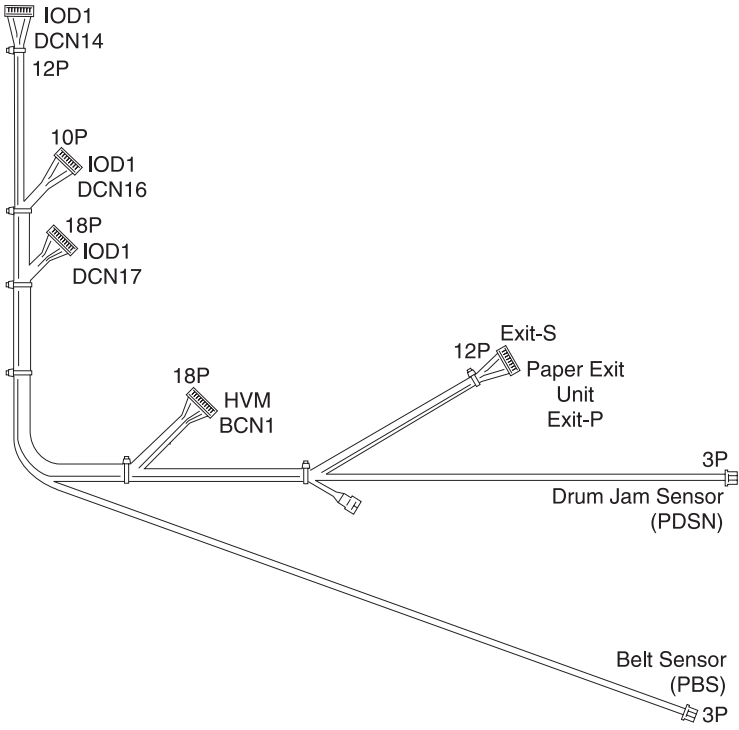 IOD1
DCN14
12P
10P
IOD1
DCN16
18P
IOD1
DCN17
18P
HVM
BCN1
Exit-S
12P
Paper Exit
Unit
Exit-P
3P
Drum Jam Sensor
(PDSN)
Belt Sensor
(PBS)
3P